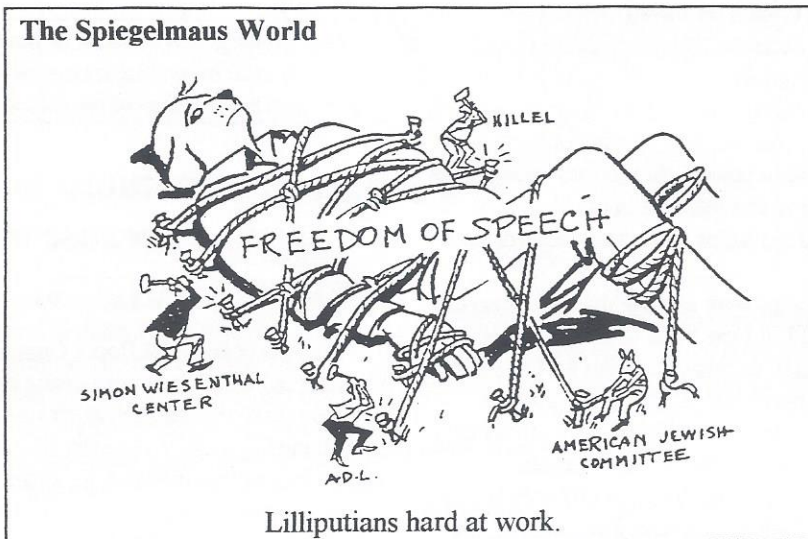 The Spiegelmaus World
HILLEL
FREEDOM OF SPEECH
SIMON WIESENTHAL
CENTER
A.D.L.
AMERICAN JEWISH
COMMITTEE
Lilliputians hard at work.